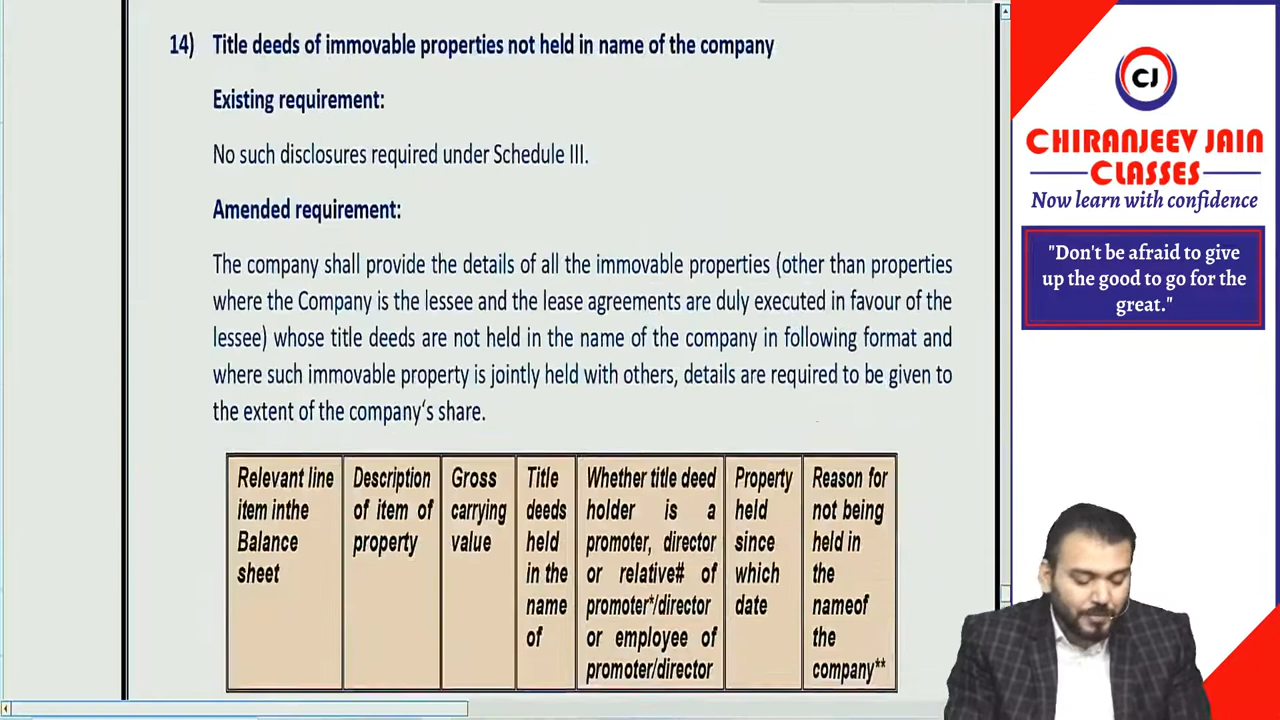 14) Title deeds of immovable properties not held in name of the company
Existing requirement:
No such disclosures required under Schedule III.
Amended requirement:
The company shall provide the details of all the immovable properties (other than properties
where the Company is the lessee and the lease agreements are duly executed in favour of the
lessee) whose title deeds are not held in the name of the company in following format and
where such immovable property is jointly held with others, details are required to be given to
the extent of the company‘s share.
Relevant line
item inthe
Balance
sheet
Description
of item of
property
Gross
carrying
value
Title
deeds
held
in the
name
of
Whether title deed
holder is a
promoter, director
or relative# of
promoter*/director
or employee of
promoter/director
Property
held
since
which
date
Reason for
not being
held in
the
nameof
the
company**
CJ
CHIRANJEEV JAIN
CLASSES
Now learn with confidence
"Don't be afraid to give
up the good to go for the
great."